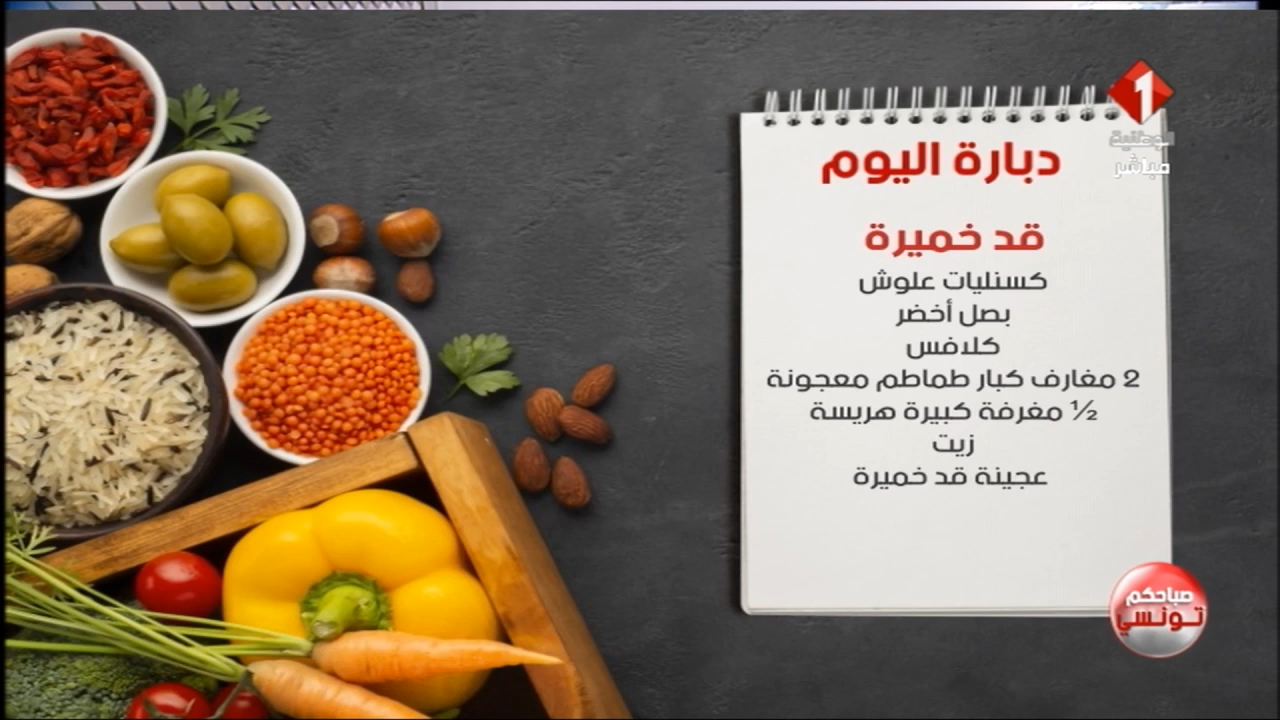 1
الوطنية
مباشر
دبارة اليوم
قد خميرة
كسنليات علوش
بصل أخضر
كلافس
2 مغارف كبار طماطم معجونة
½ مغرفة كبيرة هريسة
زيت
عجينة قد خميرة
صباحكم
تونسي